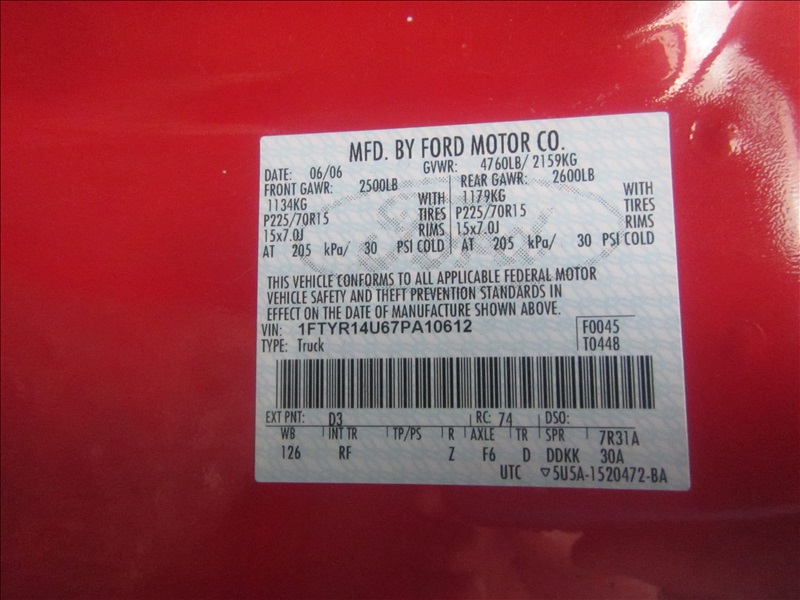 MFD. BY FORD MOTOR CO.
DATE: 06/06 GVWR: 4760LB/ 2159KG
FRONT GAWR: 2500LB REAR GAWR: 2600LB
1134KG WITH 1179KG WITH
P225/70R15 TIRES P225/70R15 TIRES
15x7.0J RIMS 15x7.0J RIMS
AT 205 kPa/ 30 PSI COLD AT 205 kPa/ 30 PSI COLD
THIS VEHICLE CONFORMS TO ALL APPLICABLE FEDERAL MOTOR
VEHICLE SAFETY AND THEFT PREVENTION STANDARDS IN
EFFECT ON THE DATE OF MANUFACTURE SHOWN ABOVE.
VIN: 1FTYR14U67PA10612 F0045
TYPE: Truck T0448
EXT PNT: D3 RC: 74 DSO:
WB INT TR TP/PS R AXLE TR SPR 7R31A
126 RF Z F6 D DDKK 30A
UTC ▽5U5A-1520472-BA